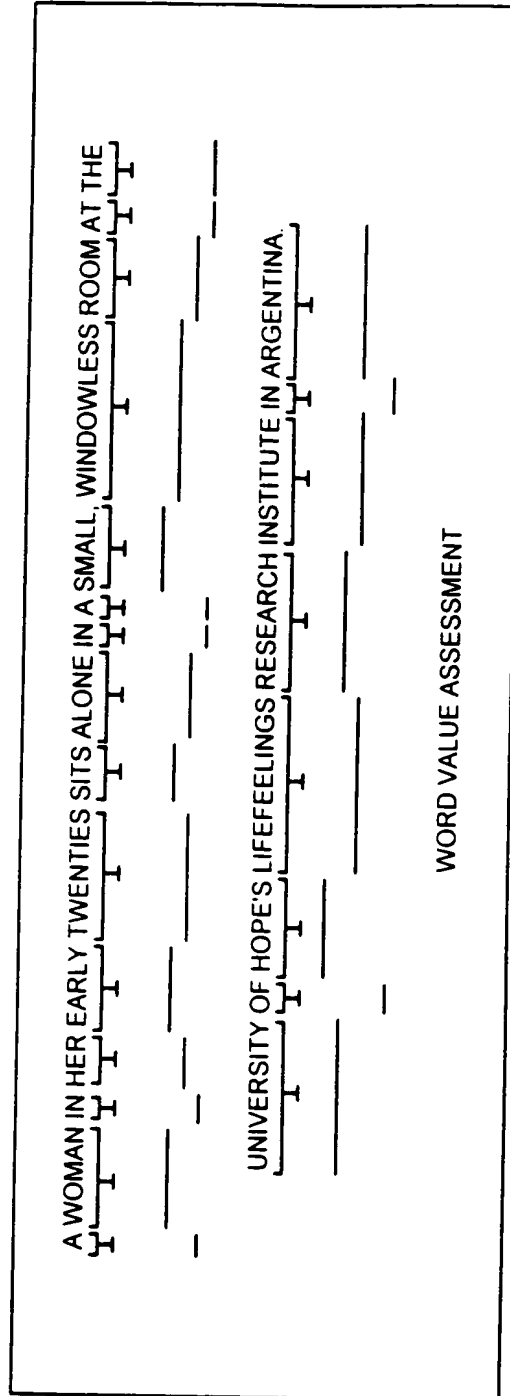 A WOMAN IN HER EARLY TWENTIES SITS ALONE IN A SMALL, WINDOWLESS ROOM AT THE
UNIVERSITY OF HOPE'S LIFEFEELINGS RESEARCH INSTITUTE IN ARGENTINA.
WORD VALUE ASSESSMENT